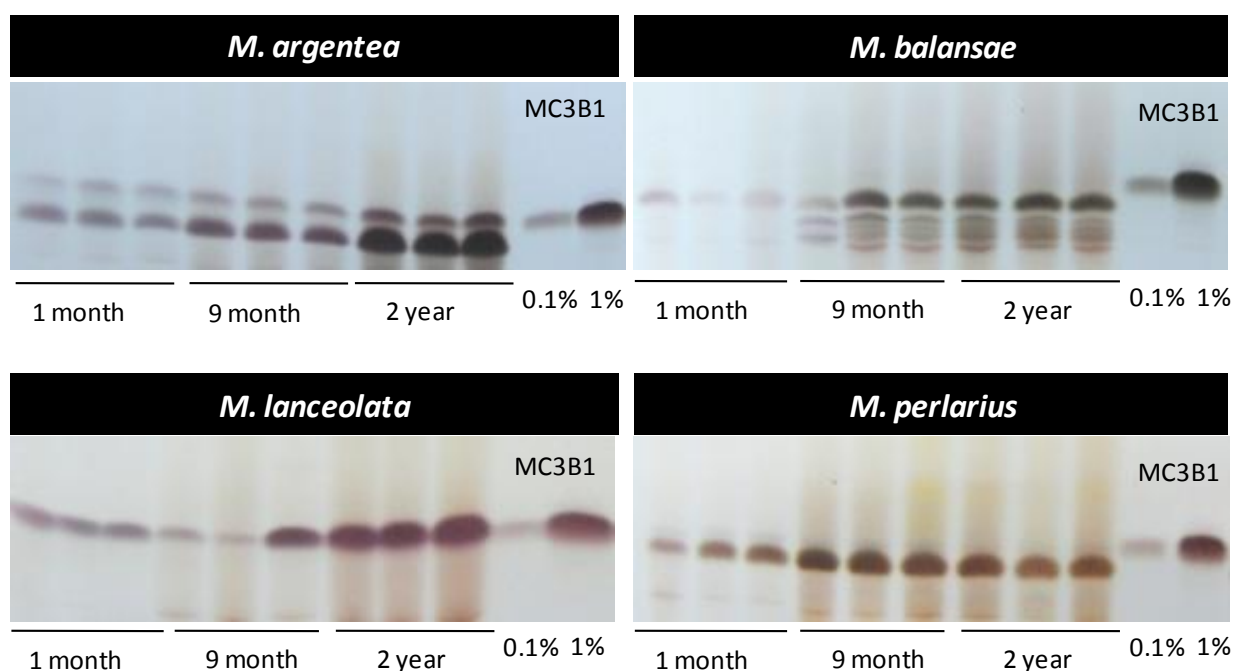 M. argentea
MC3B1
1 month 9 month 2 year 0.1% 1%
M. balansae
MC3B1
1 month 9 month 2 year 0.1% 1%
M. lanceolata
MC3B1
1 month 9 month 2 year 0.1% 1%
M. perlarius
MC3B1
1 month 9 month 2 year 0.1% 1%